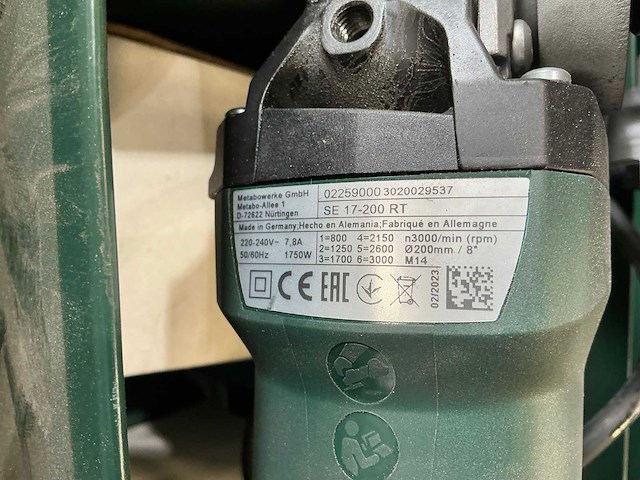 Metabowerke GmbH
Metabo-Allee 1
D-72622 Nürtingen
02259000 3020029537
SE 17-200 RT
Made in Germany;Hecho en Alemania;Fabriqué en Allemagne
220-240V~ 7,8A
50/60Hz 1750W
1=800 4=2150 n3000/min (rpm)
2=1250 5=2600 Ø200mm / 8"
3=1700 6=3000 M14
CE EAC
02/2023